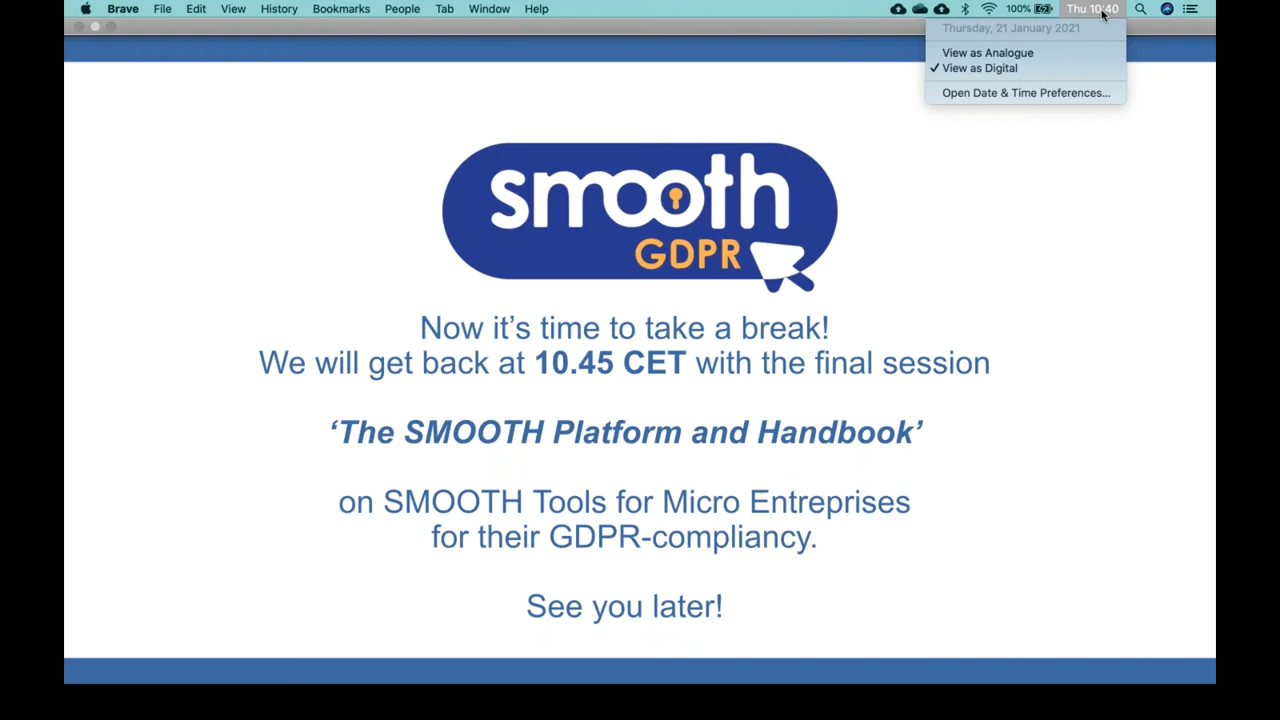 Brave File Edit View History Bookmarks People Tab Window Help 100% Thu 10:40
Thursday, 21 January 2021
View as Analogue
✓ View as Digital
Open Date & Time Preferences...
smooth
GDPR
Now it’s time to take a break!
We will get back at 10.45 CET with the final session
‘The SMOOTH Platform and Handbook’
on SMOOTH Tools for Micro Entreprises
for their GDPR-compliancy.
See you later!